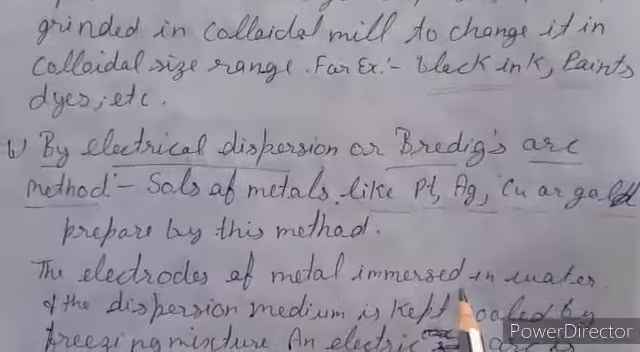 grinded in Colloidal mill to change it in
Colloidal size range. For Ex:- black ink, Paints
dyes, etc.
b) By electrical dispersion or Bredig's arc
method:- Sols of metals like Pt, Ag, Cu or gold
prepare by this method.
The electrodes of metal immersed in water
of the dispersion medium is kept cooled by
freezing mixture An electric arc is
PowerDirector